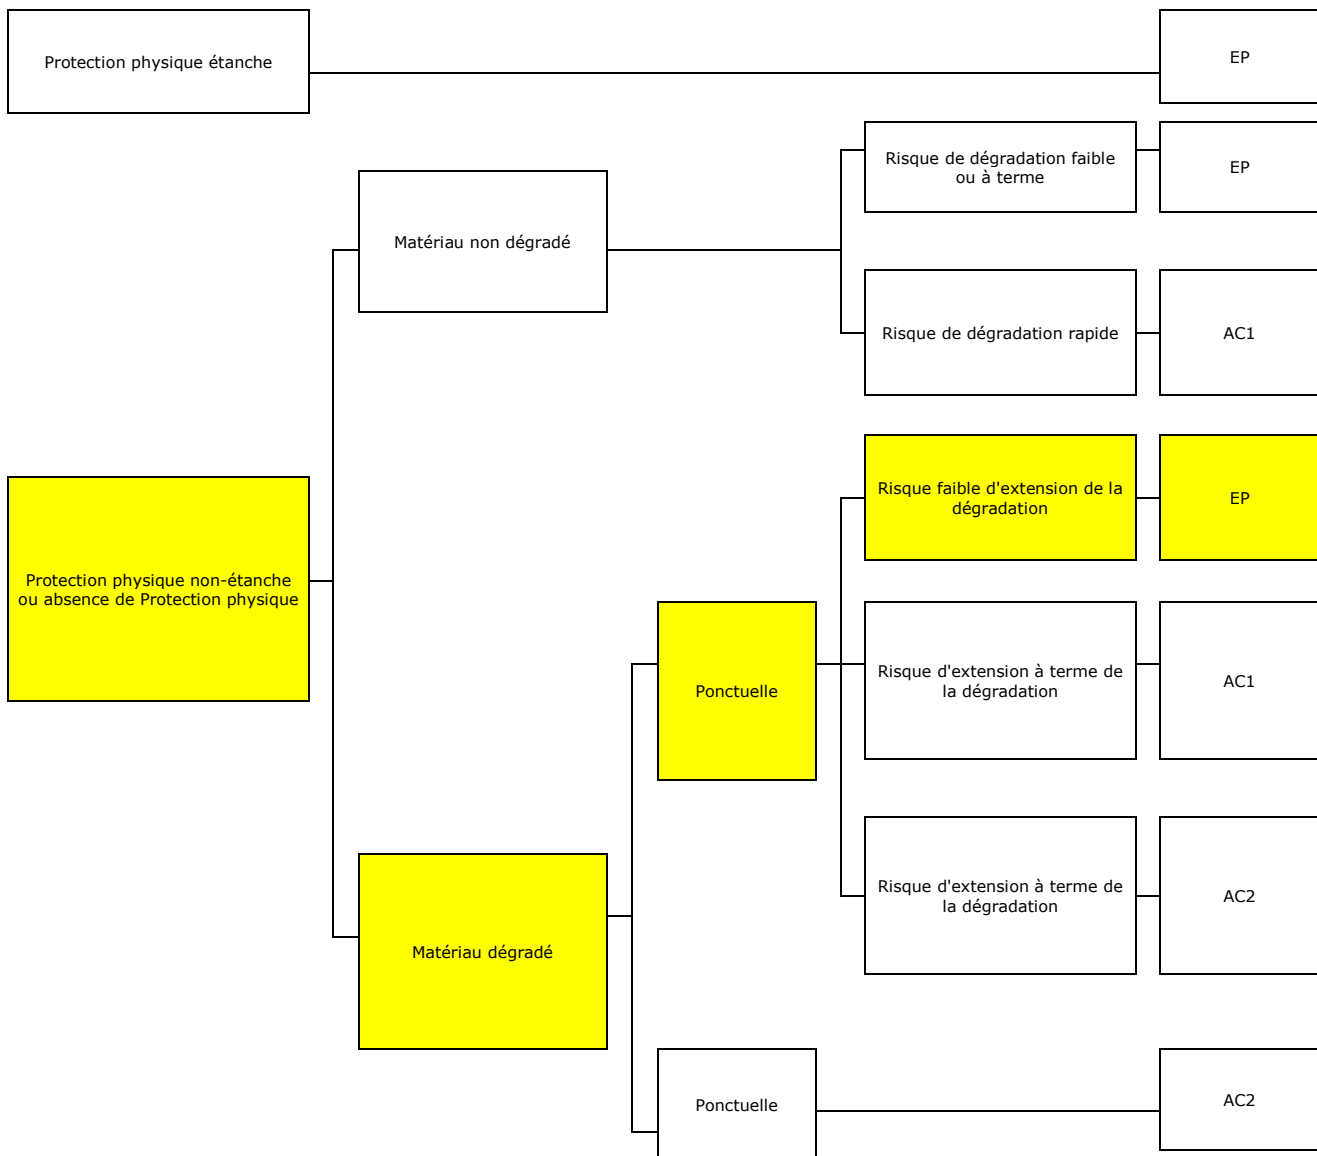 Protection physique étanche
EP
Risque de dégradation faible
ou à terme
EP
Matériau non dégradé
Risque de dégradation rapide
AC1
Risque faible d'extension de la
dégradation
EP
Protection physique non-étanche
ou absence de Protection physique
Ponctuelle
Risque d'extension à terme de
la dégradation
AC1
Matériau dégradé
Risque d'extension à terme de
la dégradation
AC2
Ponctuelle
AC2